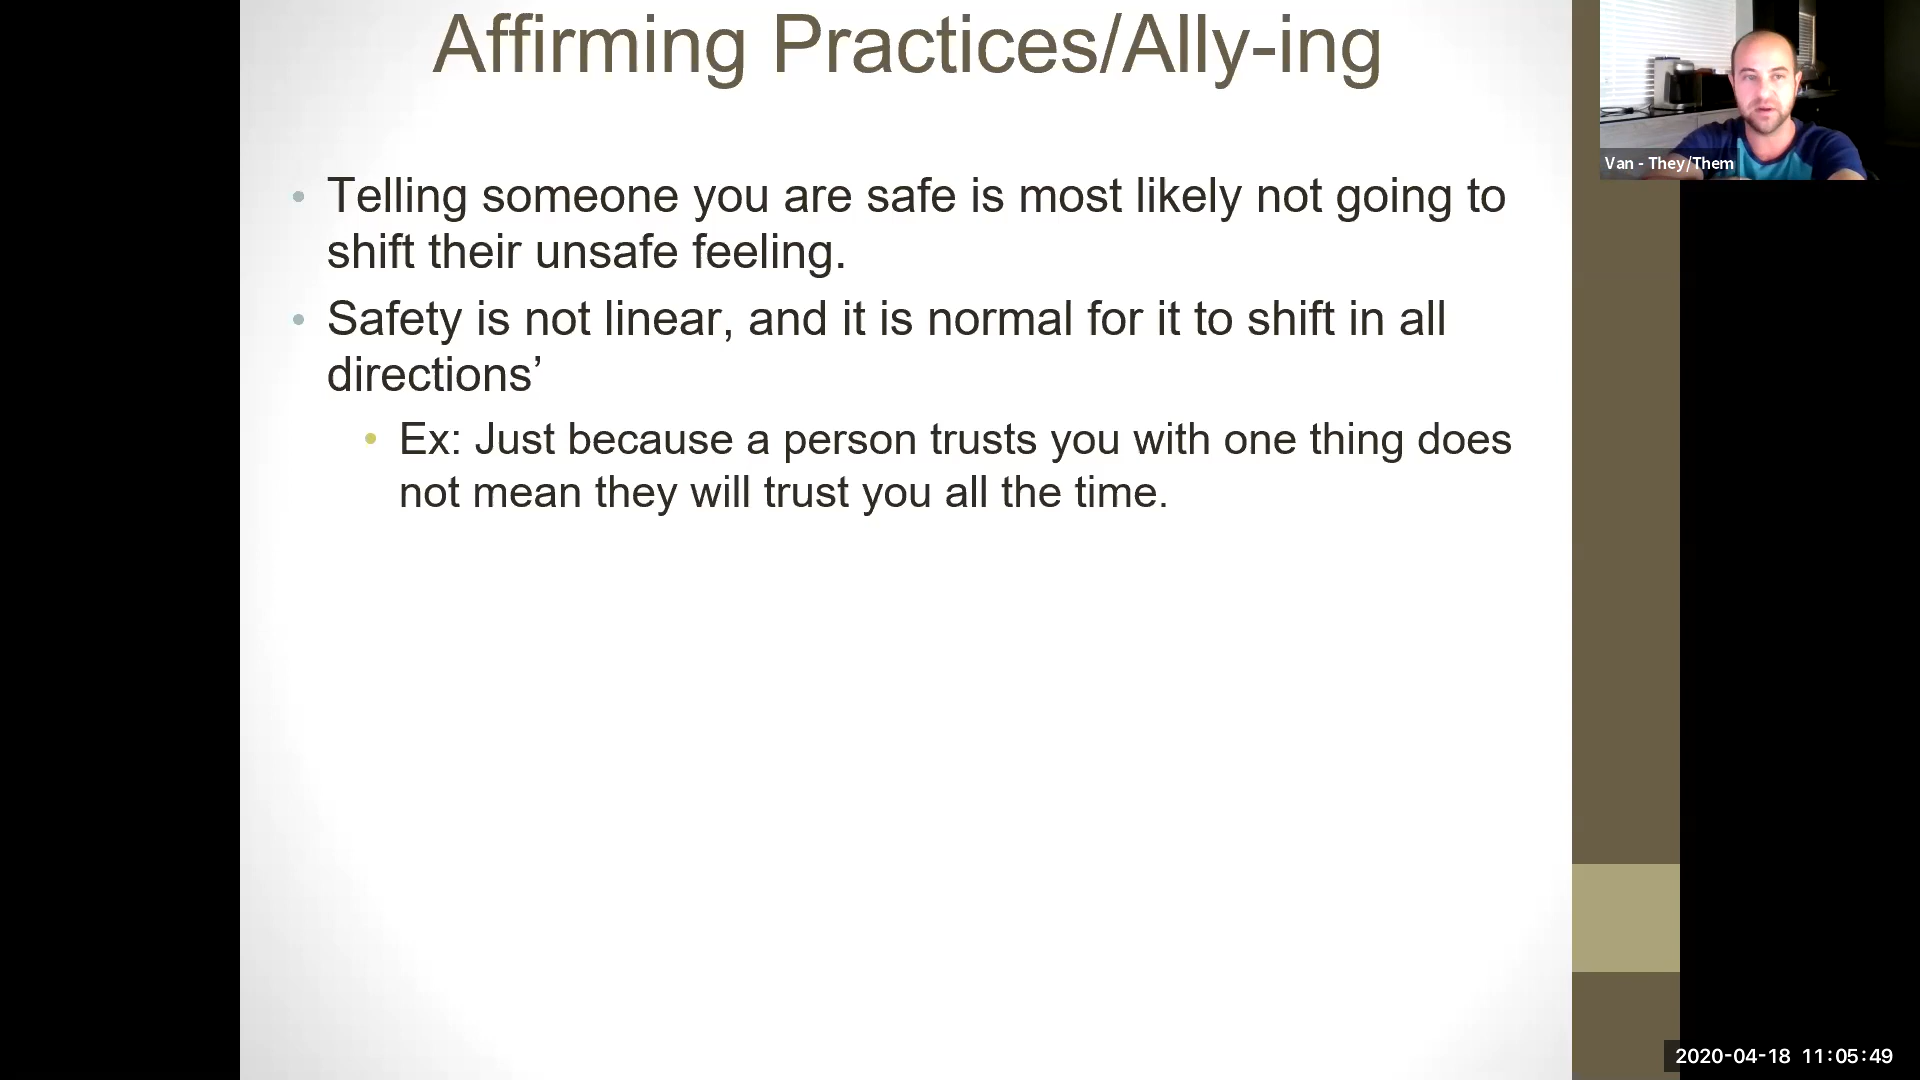 Affirming Practices/Ally-ing
Van - They/Them
• Telling someone you are safe is most likely not going to
shift their unsafe feeling.
• Safety is not linear, and it is normal for it to shift in all
directions’
• Ex: Just because a person trusts you with one thing does
not mean they will trust you all the time.
2020-04-18 11:05:49